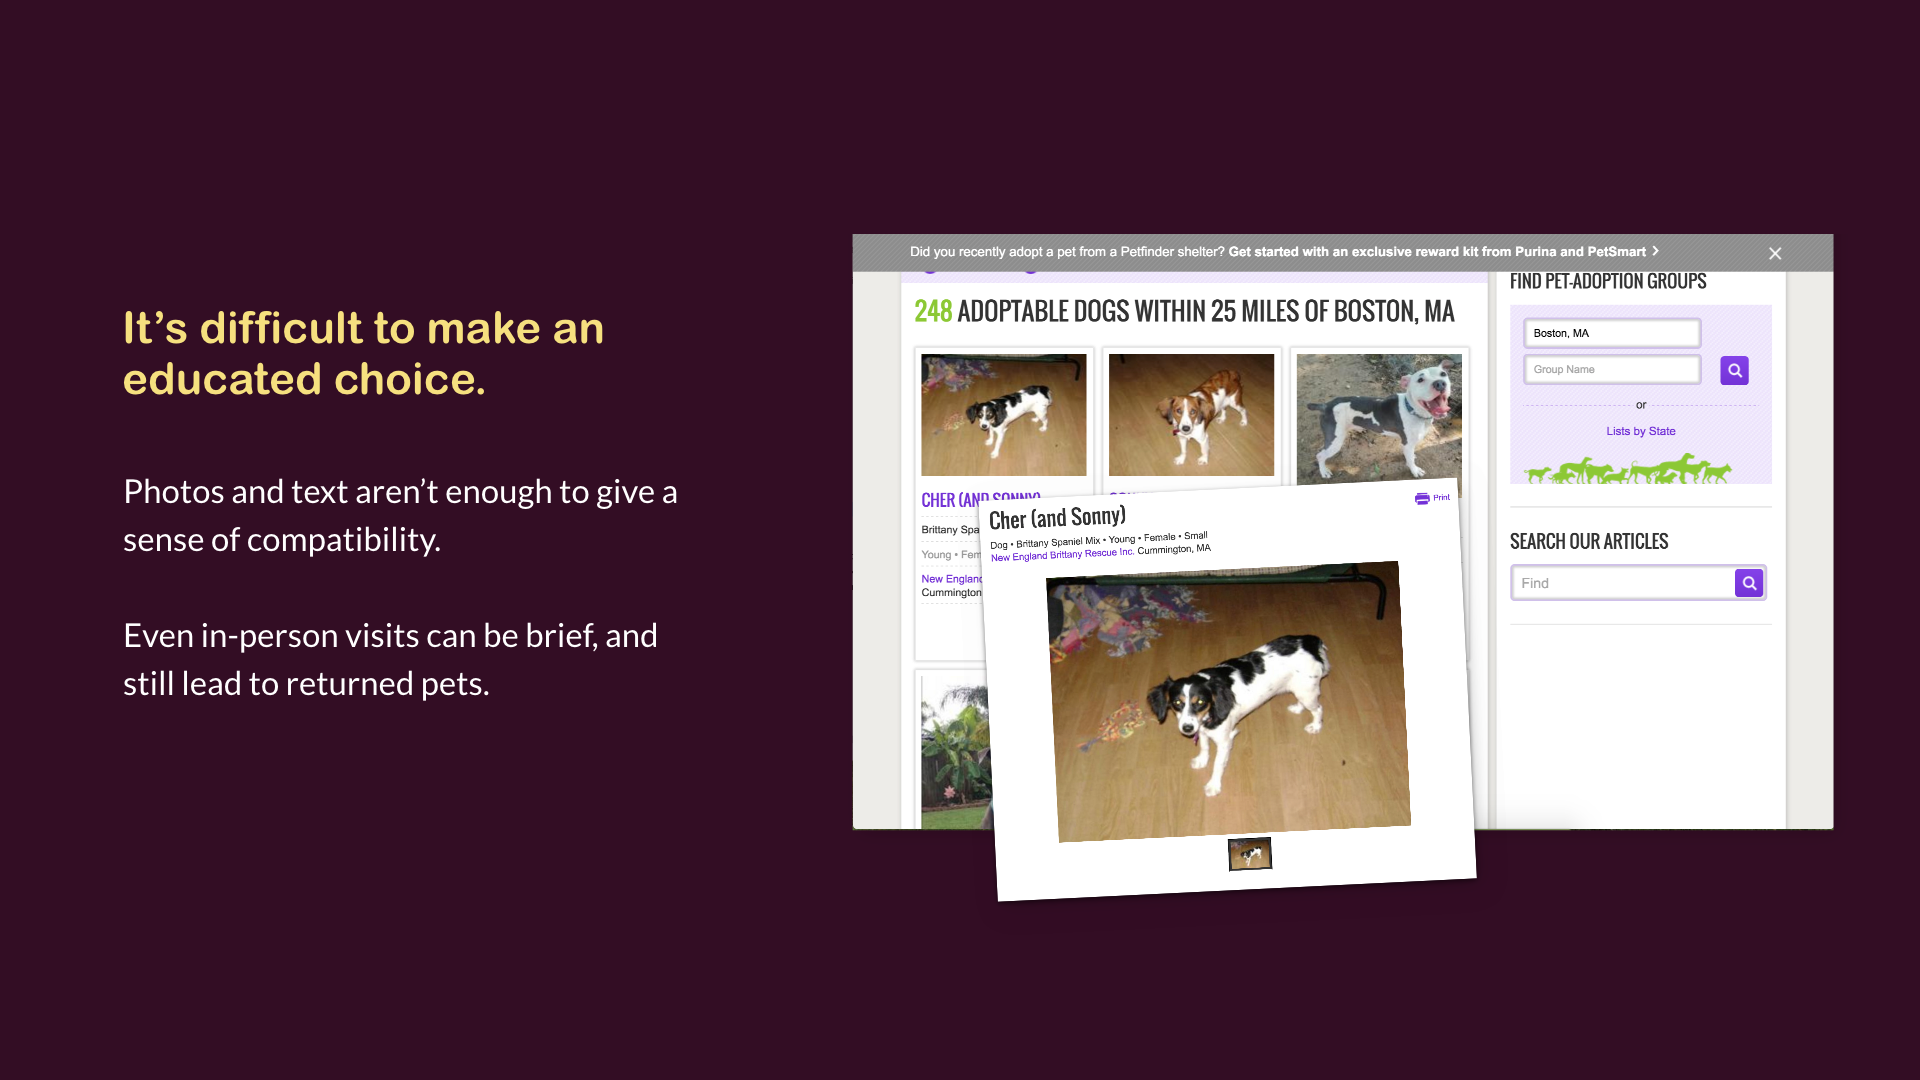 It's difficult to make an
educated choice.
Photos and text aren't enough to give a
sense of compatibility.
Even in-person visits can be brief, and
still lead to returned pets.
Did you recently adopt a pet from a Petfinder shelter? Get started with an exclusive reward kit from Purina and PetSmart
248 ADOPTABLE DOGS WITHIN 25 MILES OF BOSTON, MA
CHER (AND SONNY)
Brittany Spa
Young • Fem
New England
Cummington
Print
Cher (and Sonny)
Dog • Brittany Spaniel Mix • Young • Female • Small
New England Brittany Rescue Inc. Cummington, MA
FIND PET-ADOPTION GROUPS
Boston, MA
Group Name
or
Lists by State
SEARCH OUR ARTICLES
Find